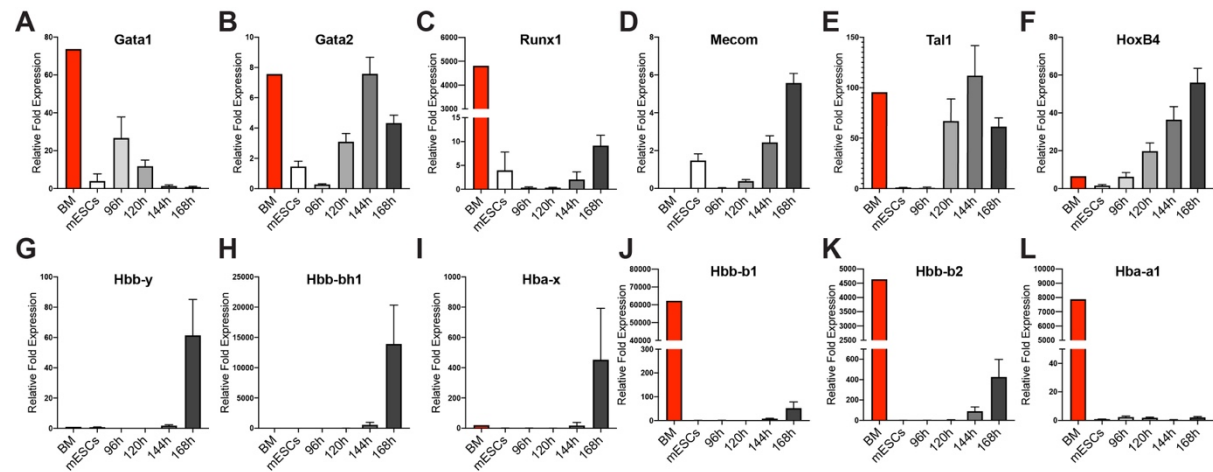 A
Gata1
Relative Fold Expression
80
60
40
20
0
BM
mESCs
96h
120h
144h
168h
B
Gata2
Relative Fold Expression
10
8
6
4
2
0
BM
mESCs
96h
120h
144h
168h
C
Runx1
Relative Fold Expression
6000
5000
4000
3000
15
10
5
0
BM
mESCs
96h
120h
144h
168h
D
Mecom
Relative Fold Expression
8
6
4
2
0
BM
mESCs
96h
120h
144h
168h
E
Tal1
Relative Fold Expression
150
125
100
75
50
25
0
BM
mESCs
96h
120h
144h
168h
F
HoxB4
Relative Fold Expression
80
60
40
20
0
BM
mESCs
96h
120h
144h
168h
G
Hbb-y
Relative Fold Expression
100
80
60
40
20
0
BM
mESCs
96h
120h
144h
168h
H
Hbb-bh1
Relative Fold Expression
25000
20000
15000
10000
5000
0
BM
mESCs
96h
120h
144h
168h
I
Hba-x
Relative Fold Expression
1000
800
600
400
200
0
BM
mESCs
96h
120h
144h
168h
J
Hbb-b1
Relative Fold Expression
80000
70000
60000
50000
40000
300
200
100
0
BM
mESCs
96h
120h
144h
168h
K
Hbb-b2
Relative Fold Expression
5000
4500
4000
3500
3000
2500
600
400
200
0
BM
mESCs
96h
120h
144h
168h
L
Hba-a1
Relative Fold Expression
10000
9000
8000
7000
6000
5000
6
4
2
0
BM
mESCs
96h
120h
144h
168h